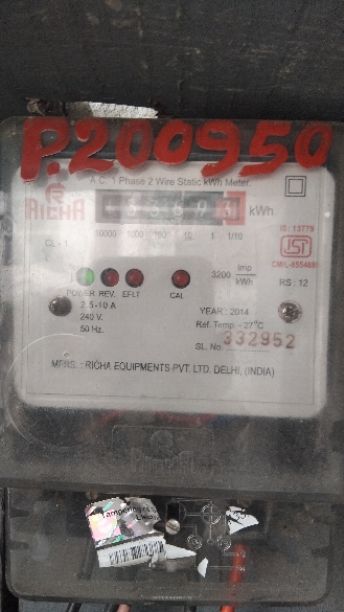 P.200950
A.C. 1 Phase 2 Wire Static kWh Meter
RICHA
kWh
10000 1000 100 10 1 1/10
IS: 13779
ISI
CL - 1
3200 imp/kWh
RS: 12
POWER REV. E/LT CAL
2.5-10 A
240 V.
50 Hz.
YEAR: 2014
Ref. Temp. - 27°C
SL. No. 332952
MFRS. : RICHA EQUIPMENTS PVT. LTD. DELHI, (INDIA)